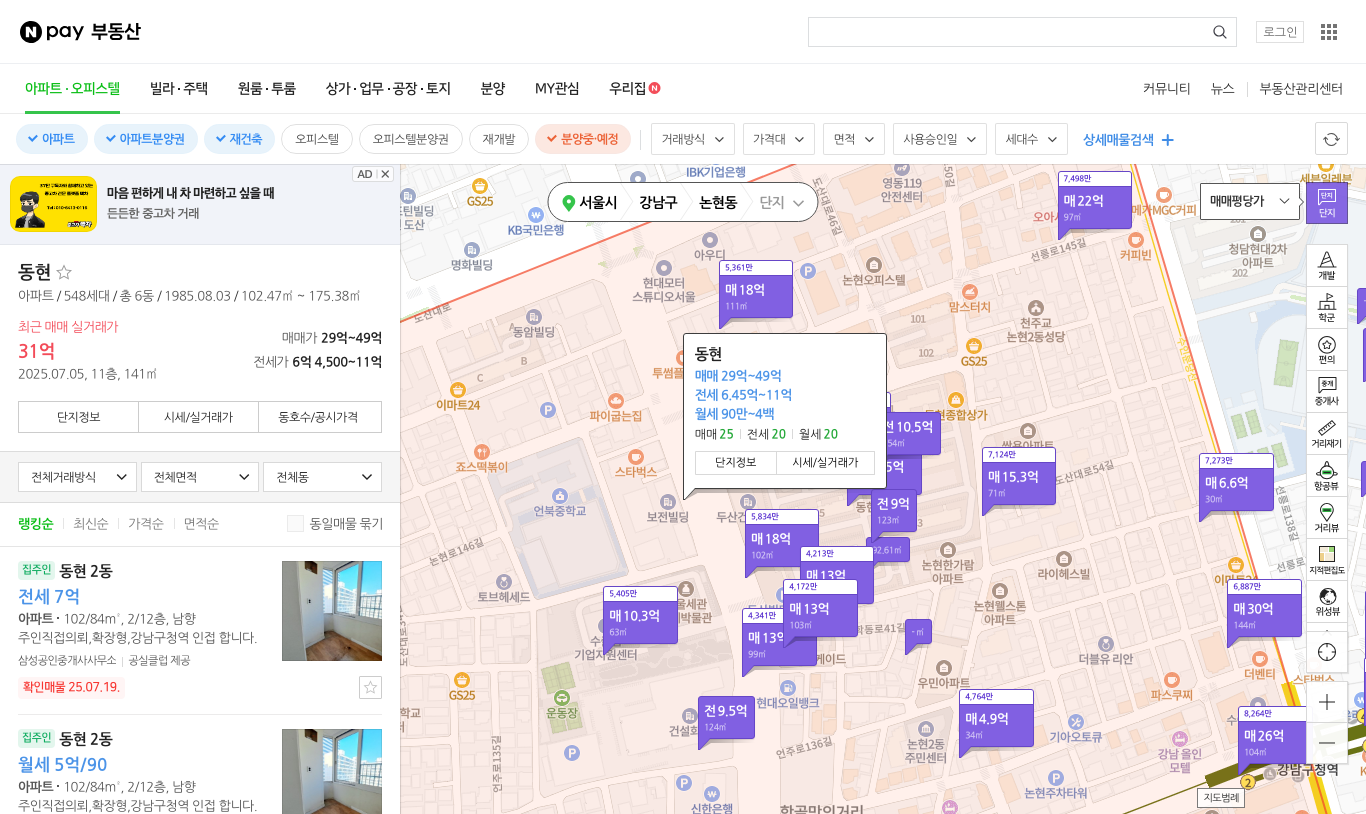 N pay 부동산
로그인
아파트·오피스텔 빌라·주택 원룸·투룸 상가·업무·공장·토지 분양 MY관심 우리집 N
커뮤니티 뉴스 부동산관리센터
아파트 아파트분양권 재건축 오피스텔 오피스텔분양권 재개발 분양중·예정 거래방식 가격대 면적 사용승인일 세대수 상세매물검색
AD
마음 편하게 내 차 마련하고 싶을 때
든든한 중고차 거래
동현
아파트 / 548세대 / 총 6동 / 1985.08.03 / 102.47㎡ ~ 175.38㎡
최근 매매 실거래가
31억
2025.07.05, 11층, 141㎡
매매가 29억~49억
전세가 6억 4,500~11억
단지정보 시세/실거래가 동호수/공시가격
전체거래방식 전체면적 전체동
랭킹순 최신순 가격순 면적순 동일매물 묶기
집주인 동현 2동
전세 7억
아파트 · 102/84m², 2/12층, 남향
주인직접의뢰,확장형,강남구청역 인접 합니다.
삼성공인중개사사무소 공실클럽 제공
확인매물 25.07.19.
집주인 동현 2동
월세 5억/90
아파트 · 102/84m², 2/12층, 남향
주인직접의뢰,확장형,강남구청역 인접 합니다.
서울시 강남구 논현동 단지
매매평당가
단지
개발
학군
편의
중개
중개사
거리재기
항공뷰
거리뷰
지적편집도
위성뷰
지도범례
동현
매매 29억~49억
전세 6.45억~11억
월세 90만~4백
매매 25 전세 20 월세 20
단지정보 시세/실거래가
7,498만
매 22억
97㎡
5,361만
매 18억
111㎡
전 10.5억
54㎡
전 9억
123㎡
32.61㎡
7,124만
매 15.3억
71㎡
7,273만
매 6.6억
30㎡
5,834만
매 18억
102㎡
4,213만
매 13억
4,172만
매 13억
103㎡
4,341만
매 13억
99㎡
5,405만
매 10.3억
63㎡
- ㎡
6,887만
매 30억
144㎡
전 9.5억
124㎡
4,764만
매 4.9억
34㎡
8,264만
매 26억
104㎡
IBK기업은행
GS25
KB국민은행
명화빌딩
아우디
현대모터
스튜디오서울
영동119
안전센터
메가MGC커피
커피빈
세븐일레븐
청담현대2차
아파트
202
논현오피스텔
맘스터치
천주교
논현2동성당
101
102
GS25
선릉로145길
도산대로46길
도산대로
동암빌딩
C
B
이마트24
파이굽는집
죠스떡볶이
스타벅스
언북중학교
보전빌딩
도산대로54길
논현로146길
토브헤세드
논현한가람
아파트
라이헤스빌
논현웰스톤
아파트
선릉로138길
학동로41길
기업지원센터
GS25
운동장
현대오일뱅크
우민아파트
더블유 리안
더벤티
파스쿠찌
스타벅스
논현2동
주민센터
기아오토큐
강남 올인
모텔
언주로136길
언주로135길
신한은행
논현주차타워
강남구청역
2